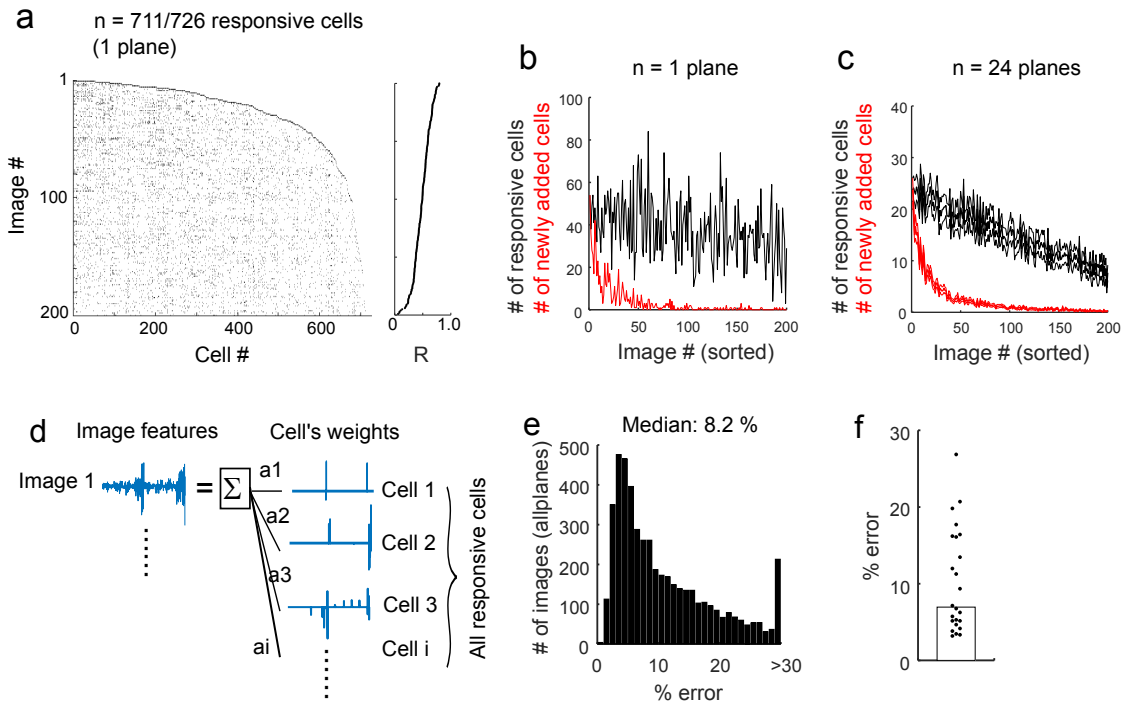 a
n = 711/726 responsive cells
(1 plane)
Image #
1
100
200
0
200
400
600
Cell #
0
1.0
R
b
n = 1 plane
# of responsive cells
# of newly added cells
100
80
60
40
20
0
0
50
100
150
200
Image # (sorted)
c
n = 24 planes
# of responsive cells
# of newly added cells
40
30
20
10
0
0
50
100
150
200
Image # (sorted)
d
Image features
Cell's weights
Image 1
=
Σ
a1
a2
a3
ai
Cell 1
Cell 2
Cell 3
Cell i
All responsive cells
e
Median: 8.2 %
# of images (allplanes)
500
400
300
200
100
0
0
10
20
>30
% error
f
% error
30
20
10
0